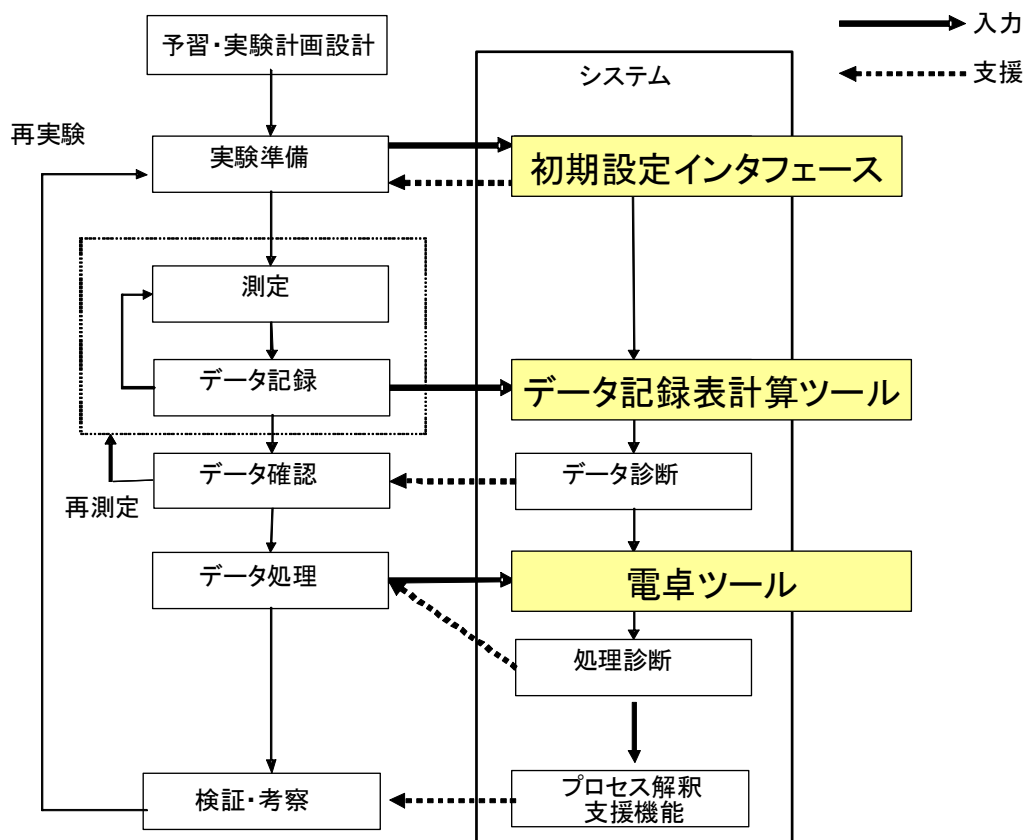 予習・実験計画設計
入力
システム
支援
再実験
実験準備
初期設定インタフェース
測定
データ記録
データ記録表計算ツール
データ確認
データ診断
再測定
データ処理
電卓ツール
処理診断
検証・考察
プロセス解釈
支援機能